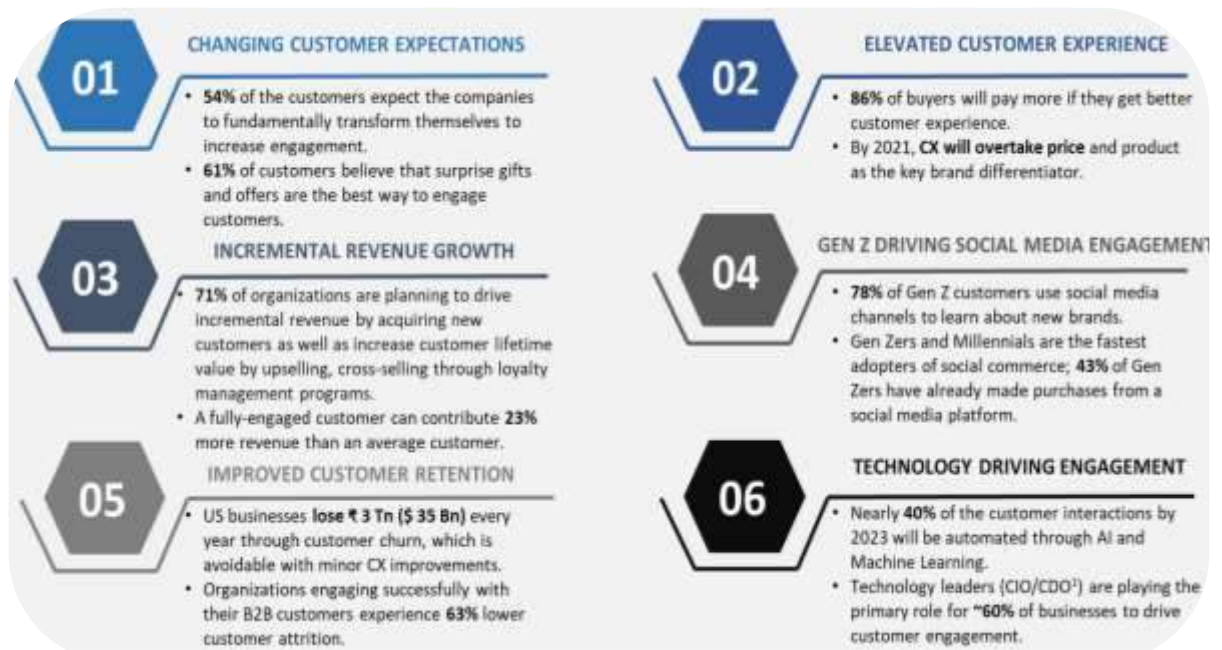 01
CHANGING CUSTOMER EXPECTATIONS
• 54% of the customers expect the companies
to fundamentally transform themselves to
increase engagement.
• 61% of customers believe that surprise gifts
and offers are the best way to engage
customers.
02
ELEVATED CUSTOMER EXPERIENCE
• 86% of buyers will pay more if they get better
customer experience.
• By 2021, CX will overtake price and product
as the key brand differentiator.
03
INCREMENTAL REVENUE GROWTH
• 71% of organizations are planning to drive
incremental revenue by acquiring new
customers as well as increase customer lifetime
value by upselling, cross-selling through loyalty
management programs.
• A fully-engaged customer can contribute 23%
more revenue than an average customer.
04
GEN Z DRIVING SOCIAL MEDIA ENGAGEMENT
• 78% of Gen Z customers use social media
channels to learn about new brands.
• Gen Zers and Millennials are the fastest
adopters of social commerce; 43% of Gen
Zers have already made purchases from a
social media platform.
05
IMPROVED CUSTOMER RETENTION
• US businesses lose ₹ 3 Tn ($ 35 Bn) every
year through customer churn, which is
avoidable with minor CX improvements.
• Organizations engaging successfully with
their B2B customers experience 63% lower
customer attrition.
06
TECHNOLOGY DRIVING ENGAGEMENT
• Nearly 40% of the customer interactions by
2023 will be automated through AI and
Machine Learning.
• Technology leaders (CIO/CDO¹) are playing the
primary role for ~60% of businesses to drive
customer engagement.